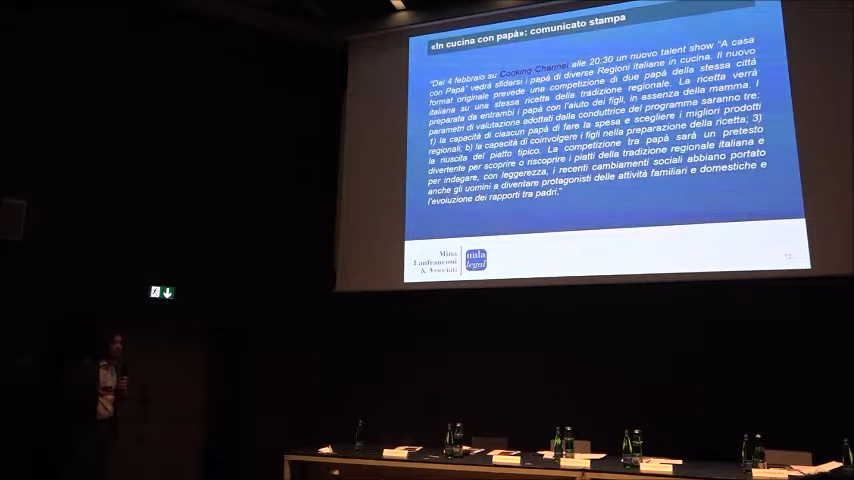 «In cucina con papà»: comunicato stampa
"Dal 4 febbraio su Cooking Channel alle 20:30 un nuovo talent show "A casa
con Papà" vedrà sfidarsi i papà di diverse Regioni italiane in cucina. Il nuovo
format originale prevede una competizione di due papà della stessa città
italiana su una stessa ricetta della tradizione regionale. La ricetta verrà
preparata da entrambi i papà con l'aiuto dei figli, in assenza della mamma. I
parametri di valutazione adottati dalla conduttrice del programma saranno tre:
1) la capacità di ciascun papà di fare la spesa e scegliere i migliori prodotti
regionali; b) la capacità di coinvolgere i figli nella preparazione della ricetta; 3)
la riuscita del piatto tipico. La competizione tra papà sarà un pretesto
divertente per scoprire o riscoprire i piatti della tradizione regionale italiana e
per indagare, con leggerezza, i recenti cambiamenti sociali abbiano portato
anche gli uomini a diventare protagonisti delle attività famigliari e domestiche e
l'evoluzione dei rapporti tra padri."
Minà
Lanfranconi
& Associati
mila
legal
72